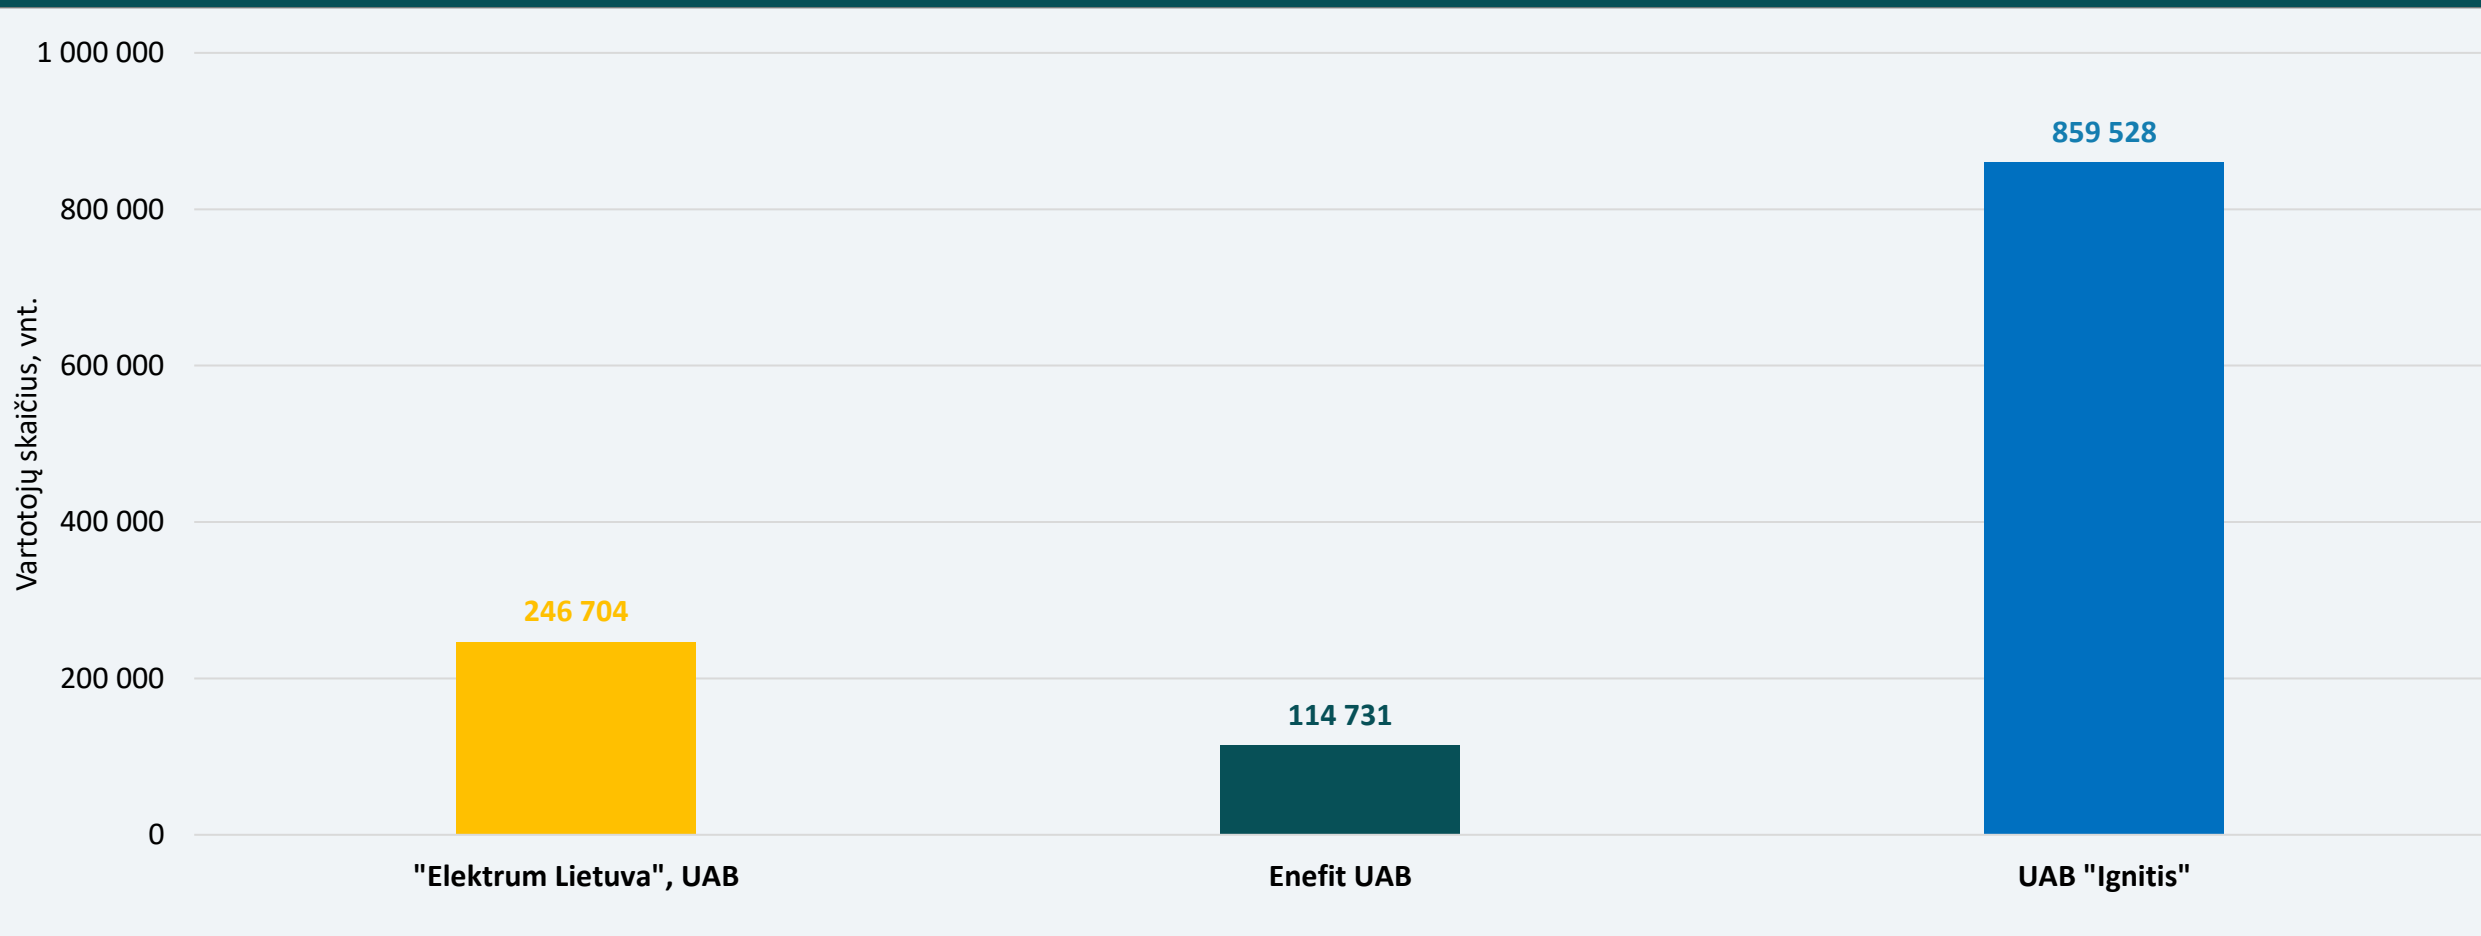 1 000 000
859 528
800 000
600 000
Vartotojų skaičius, vnt.
400 000
246 704
200 000
114 731
0
"Elektrum Lietuva", UAB
Enefit UAB
UAB "Ignitis"